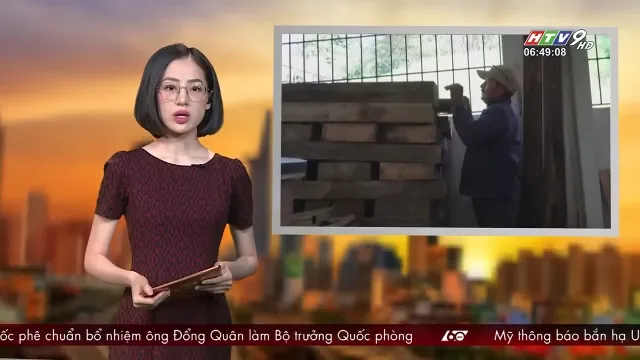 HTV9 HD
06:49:08
ốc phê chuẩn bổ nhiệm ông Đổng Quân làm Bộ trưởng Quốc phòng
60
Mỹ thông báo bắn hạ U